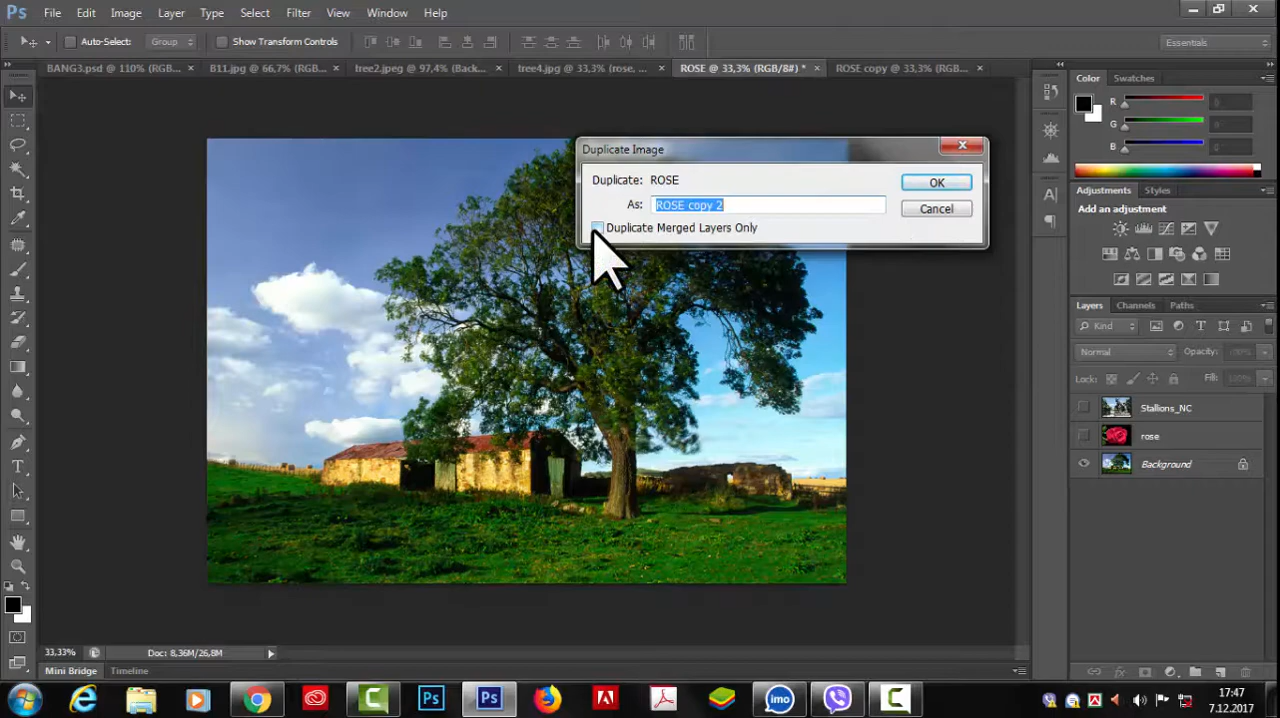 Ps File Edit Image Layer Type Select Filter View Window Help
Auto-Select: Group Show Transform Controls Essentials
BANG3.psd @ 110% (RGB... × B11.jpg @ 66,7% (RGB... × tree2.jpeg @ 97,4% (Back... × tree4.jpg @ 33,3% (rose, ... × ROSE @ 33,3% (RGB/8#) * × ROSE copy @ 33,3% (RGB... ×
Color Swatches
R 0
G 0
B 0
Duplicate Image
Duplicate: ROSE OK
As: ROSE copy 2 Cancel
Duplicate Merged Layers Only
Adjustments Styles
Add an adjustment
Layers Channels Paths
Kind
Normal Opacity:
Lock: Fill:
Stallions_NC
rose
Background
33,33% Doc: 8,36M/26,8M
Mini Bridge Timeline
17:47
7.12.2017